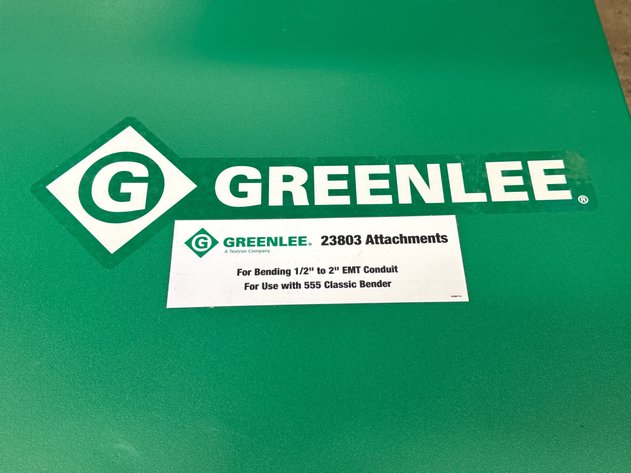 G GREENLEE®
G GREENLEE® 23803 Attachments
A Textron Company
For Bending 1/2" to 2" EMT Conduit
For Use with 555 Classic Bender